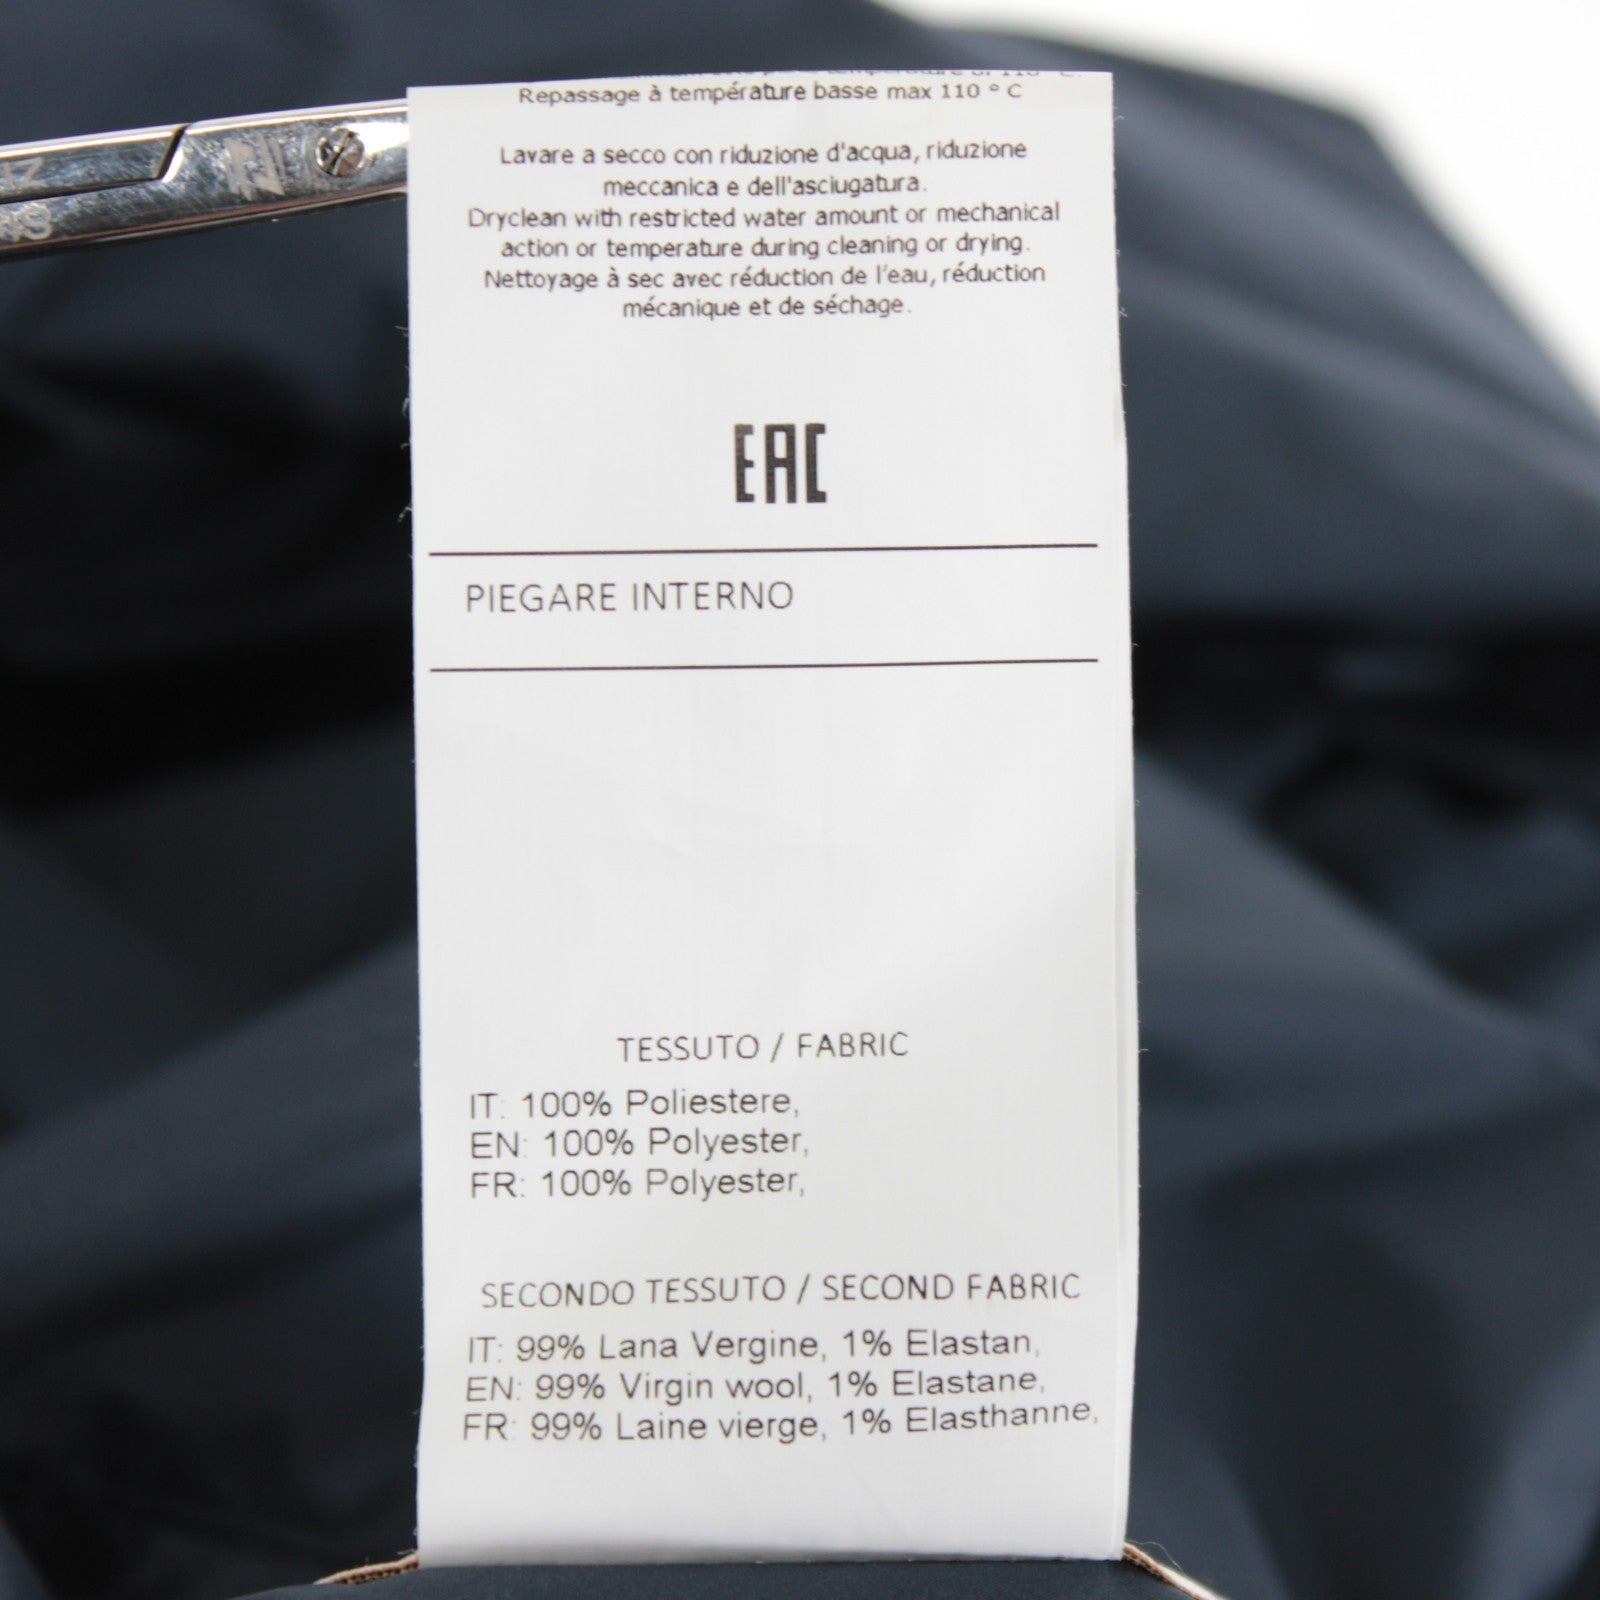 température of 110 ° C.
Repassage à température basse max 110 ° C
Lavare a secco con riduzione d'acqua, riduzione
meccanica e dell'asciugatura.
Dryclean with restricted water amount or mechanical
action or temperature during cleaning or drying.
Nettoyage à sec avec réduction de l'eau, réduction
mécanique et de séchage.
EAC
PIEGARE INTERNO
TESSUTO / FABRIC
IT: 100% Poliestere,
EN: 100% Polyester,
FR: 100% Polyester,
SECONDO TESSUTO / SECOND FABRIC
IT: 99% Lana Vergine, 1% Elastan,
EN: 99% Virgin wool, 1% Elastane,
FR: 99% Laine vierge, 1% Elasthanne,